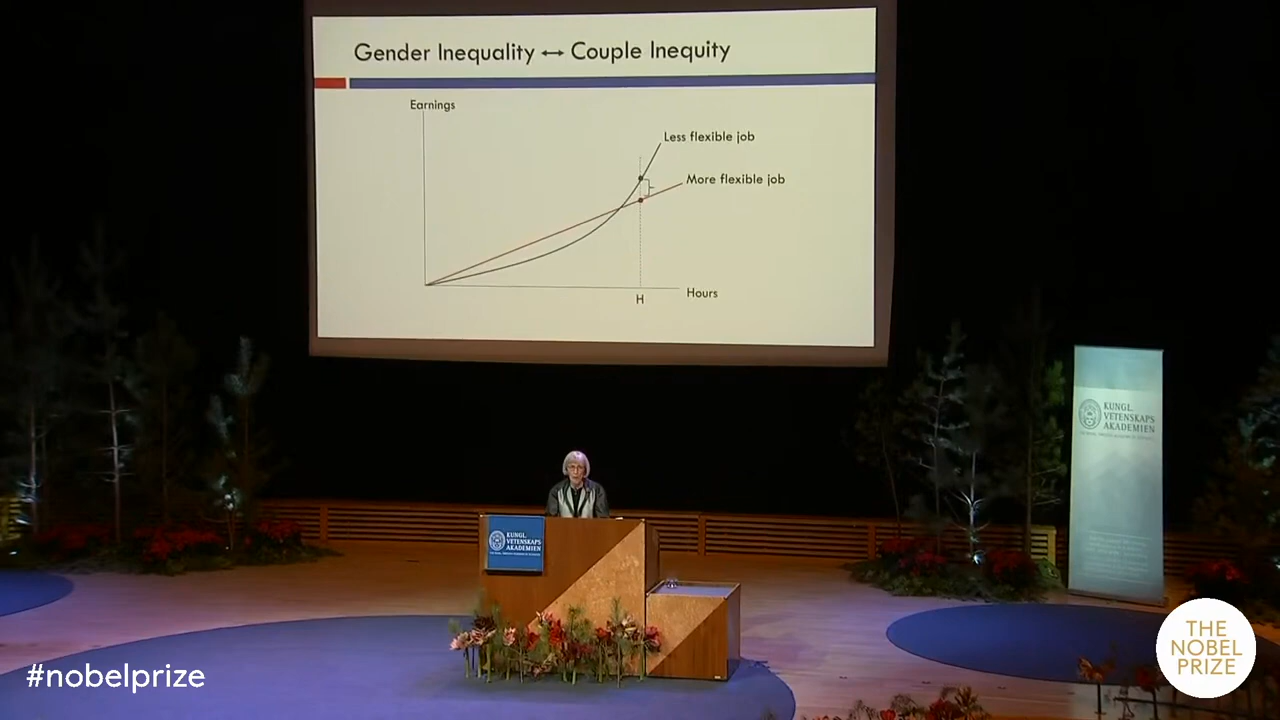 Gender Inequality ↔ Couple Inequity
Earnings
Less flexible job
More flexible job
Hours
H
KUNGL.
VETENSKAPS
AKADEMIEN
KUNGL.
VETENSKAPS
AKADEMIEN
#nobelprize
THE
NOBEL
PRIZE